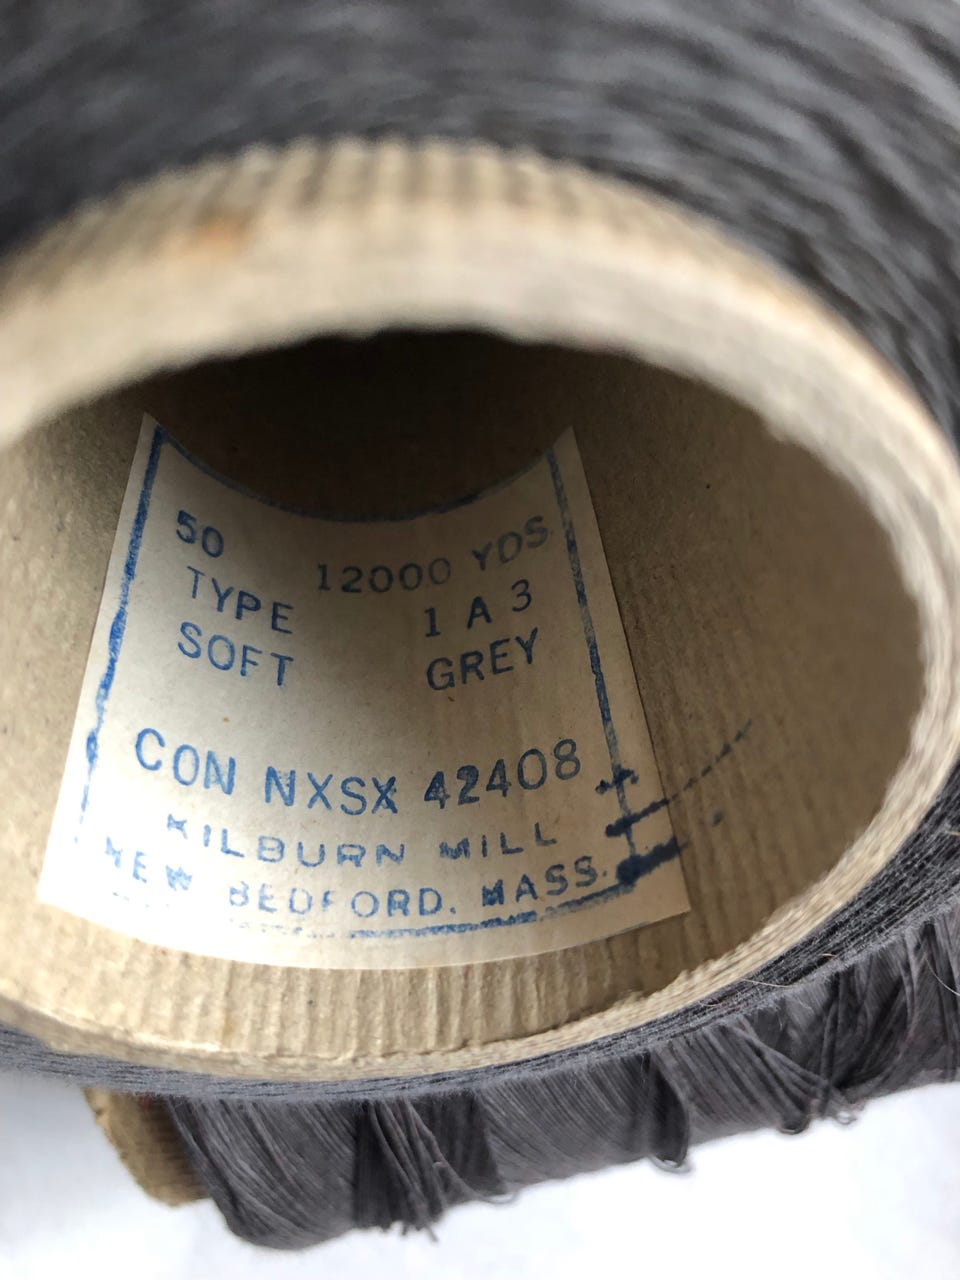 50 12000 YDS
TYPE 1 A 3
SOFT GREY
CON NXSX 42408
KILBURN MILL
NEW BEDFORD. MASS.